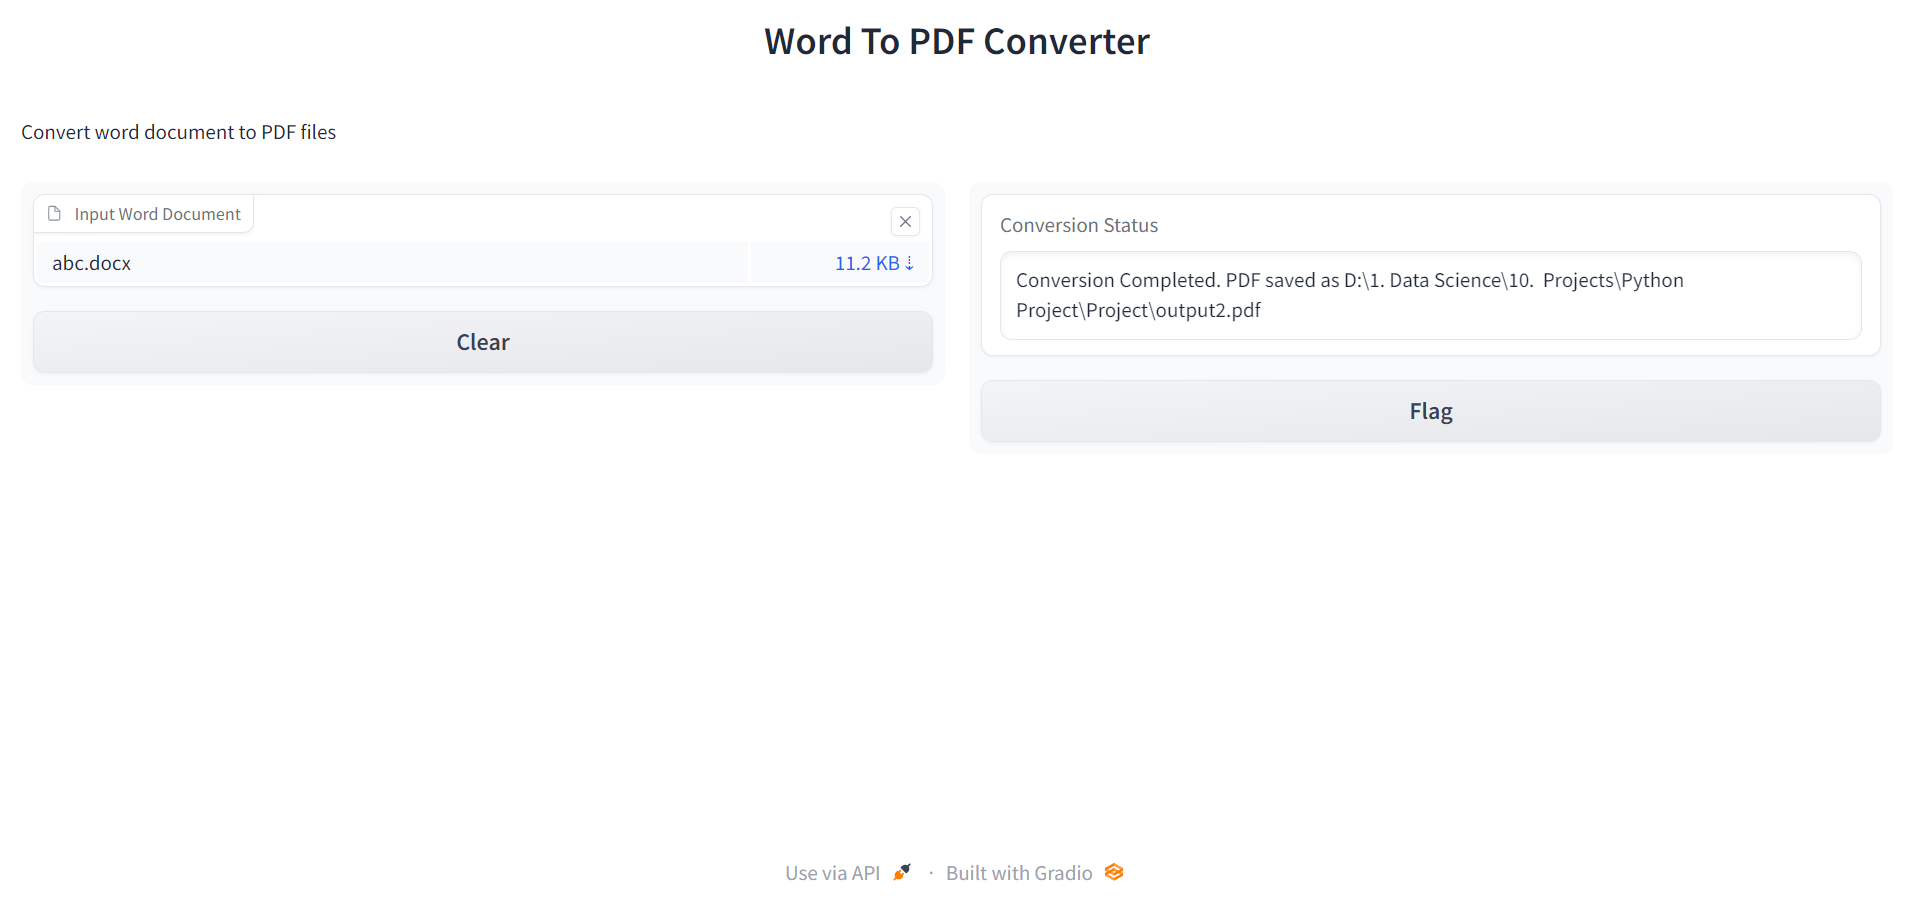 Word To PDF Converter
Convert word document to PDF files
Input Word Document
abc.docx
11.2 KB ⇣
Clear
Conversion Status
Conversion Completed. PDF saved as D:\1. Data Science\10.  Projects\Python
Project\Project\output2.pdf
Flag
Use via API · Built with Gradio